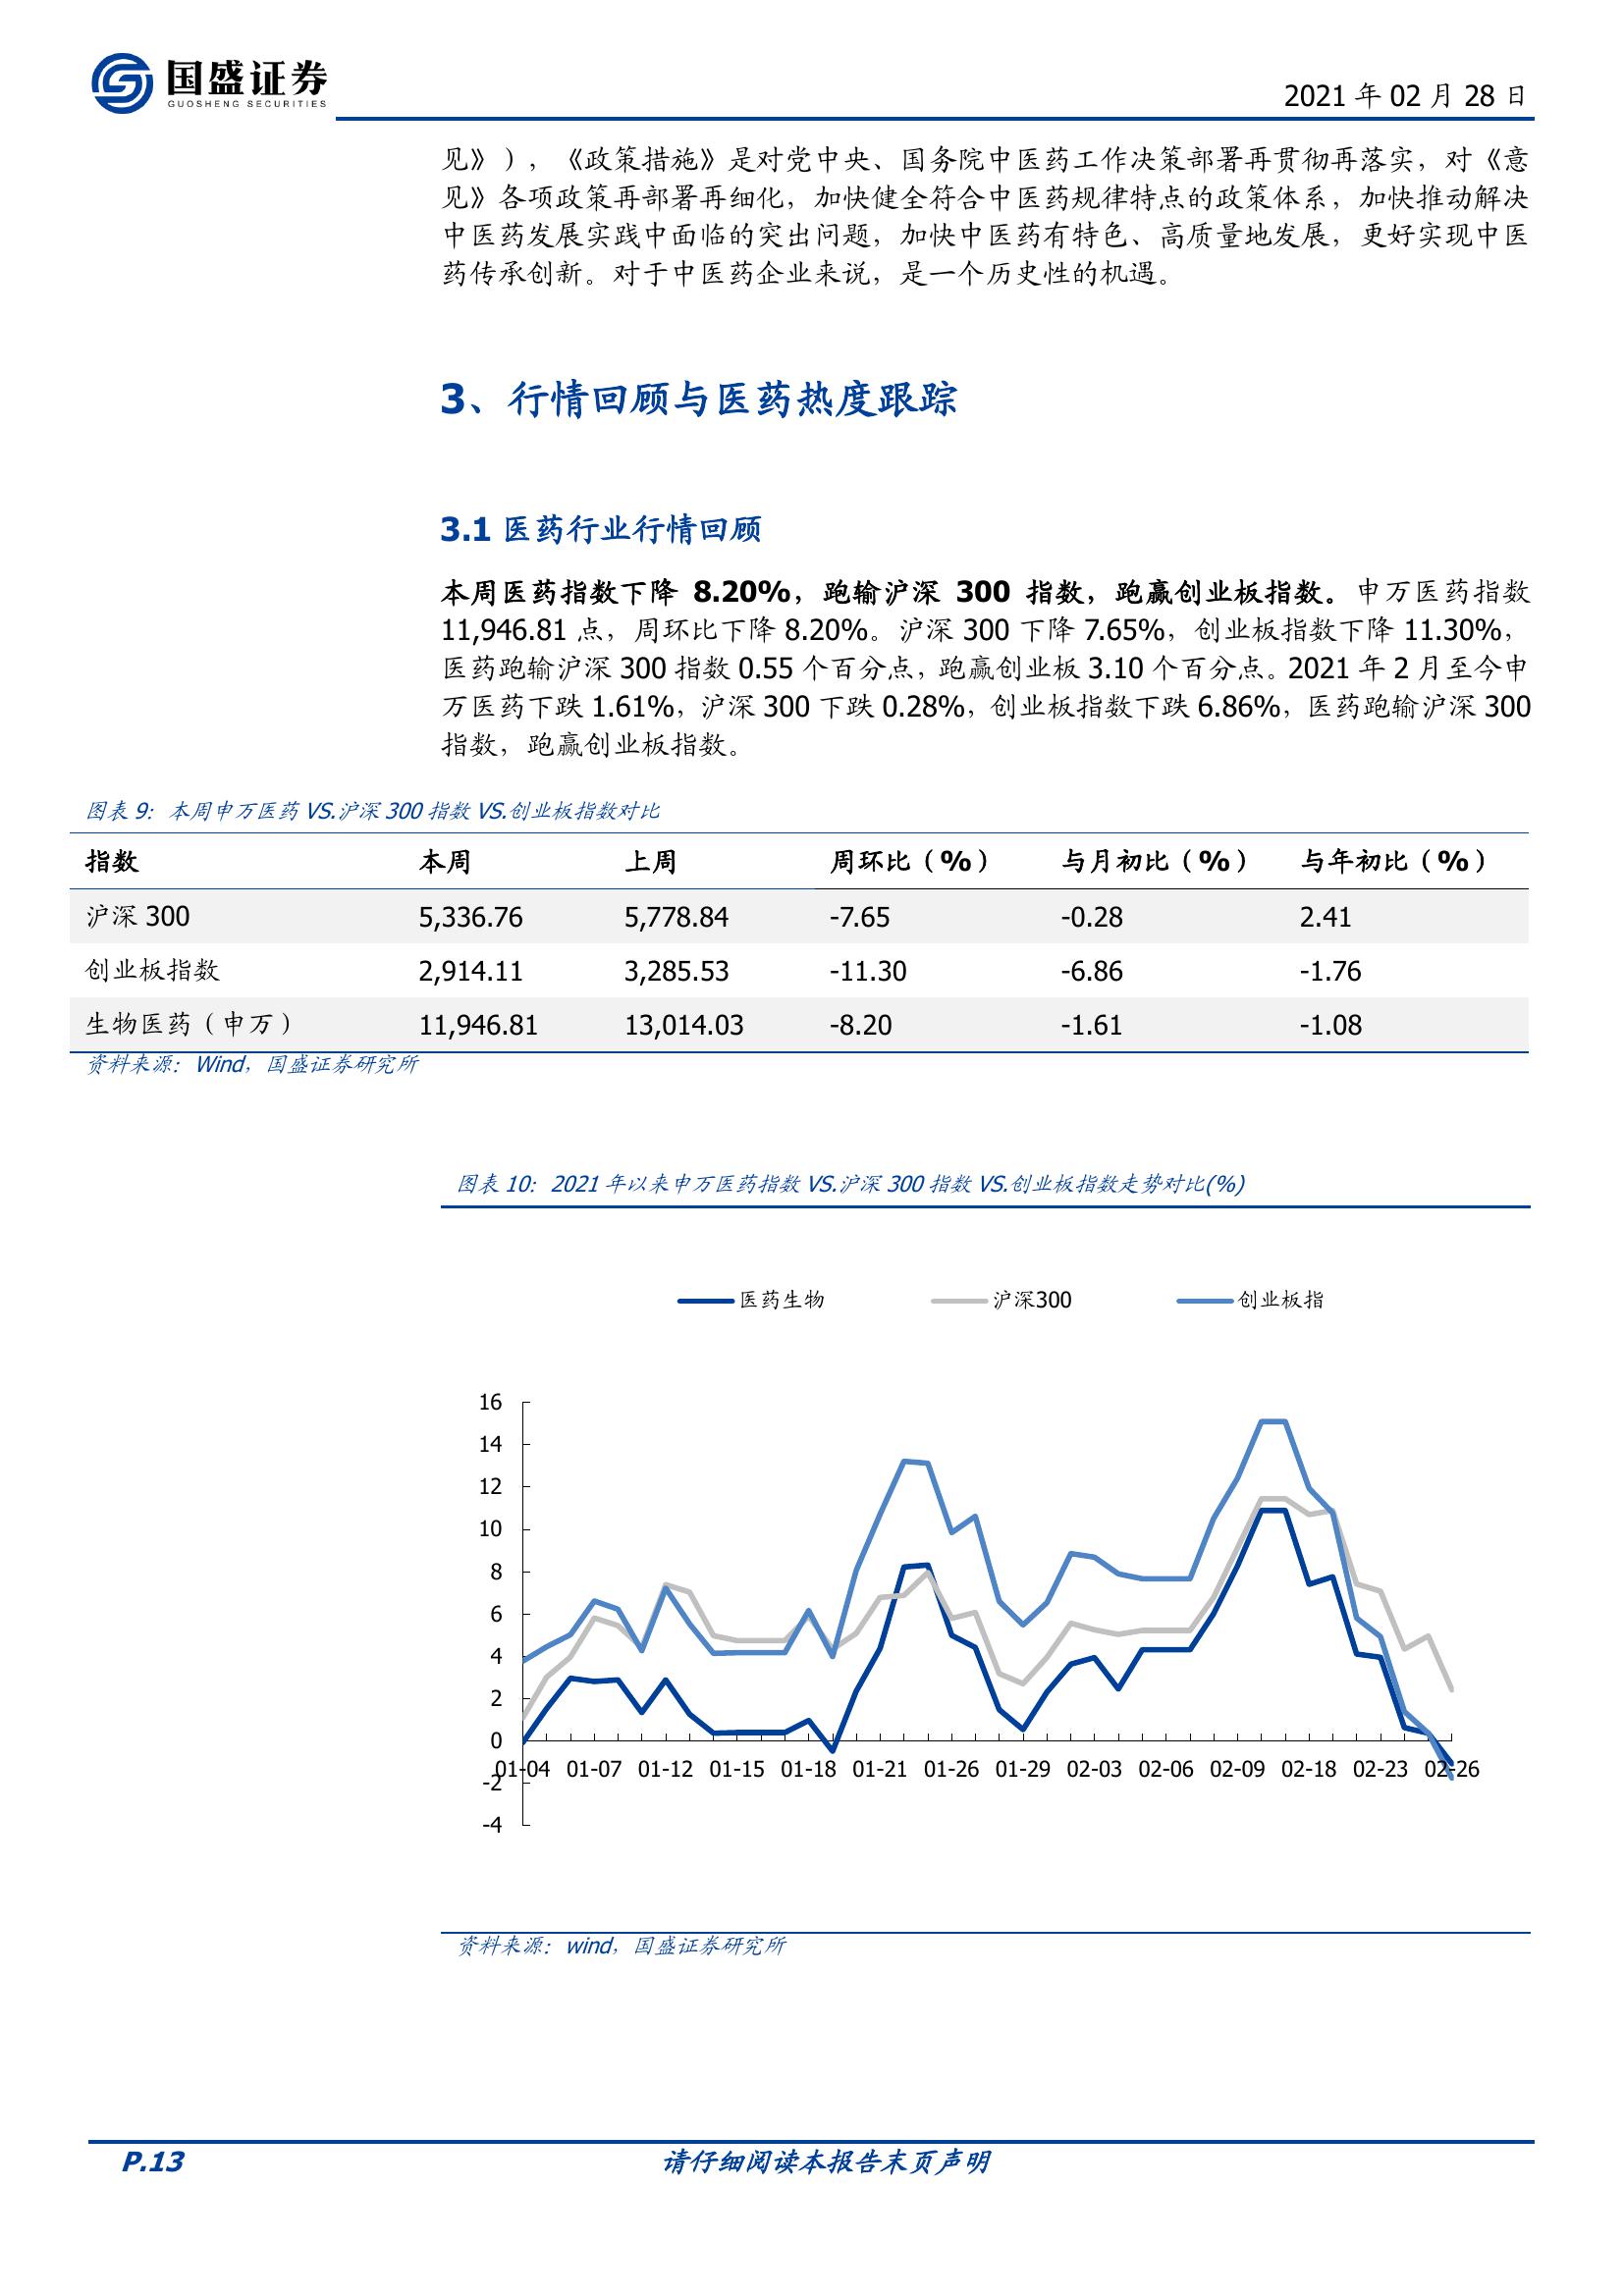 国盛证券
GUOSHENG SECURITIES
2021 年 02 月 28 日
见》），《政策措施》是对党中央、国务院中医药工作决策部署再贯彻再落实，对《意
见》各项政策再部署再细化，加快健全符合中医药规律特点的政策体系，加快推动解决
中医药发展实践中面临的突出问题，加快中医药有特色、高质量地发展，更好实现中医
药传承创新。对于中医药企业来说，是一个历史性的机遇。
3、行情回顾与医药热度跟踪
3.1 医药行业行情回顾
本周医药指数下降 8.20%，跑输沪深 300 指数，跑赢创业板指数。申万医药指数
11,946.81 点，周环比下降 8.20%。沪深 300 下降 7.65%，创业板指数下降 11.30%，
医药跑输沪深 300 指数 0.55 个百分点，跑赢创业板 3.10 个百分点。2021 年 2 月至今申
万医药下跌 1.61%，沪深 300 下跌 0.28%，创业板指数下跌 6.86%，医药跑输沪深 300
指数，跑赢创业板指数。
图表 9：本周申万医药 VS.沪深 300 指数 VS.创业板指数对比
指数 本周 上周 周环比（%） 与月初比（%） 与年初比（%）
沪深 300 5,336.76 5,778.84 -7.65 -0.28 2.41
创业板指数 2,914.11 3,285.53 -11.30 -6.86 -1.76
生物医药（申万） 11,946.81 13,014.03 -8.20 -1.61 -1.08
资料来源：Wind，国盛证券研究所
图表 10：2021 年以来申万医药指数 VS.沪深 300 指数 VS.创业板指数走势对比(%)
医药生物 沪深300 创业板指
16
14
12
10
8
6
4
2
0
01-04 01-07 01-12 01-15 01-18 01-21 01-26 01-29 02-03 02-06 02-09 02-18 02-23 02-26
-2
-4
资料来源：wind，国盛证券研究所
P.13 请仔细阅读本报告末页声明